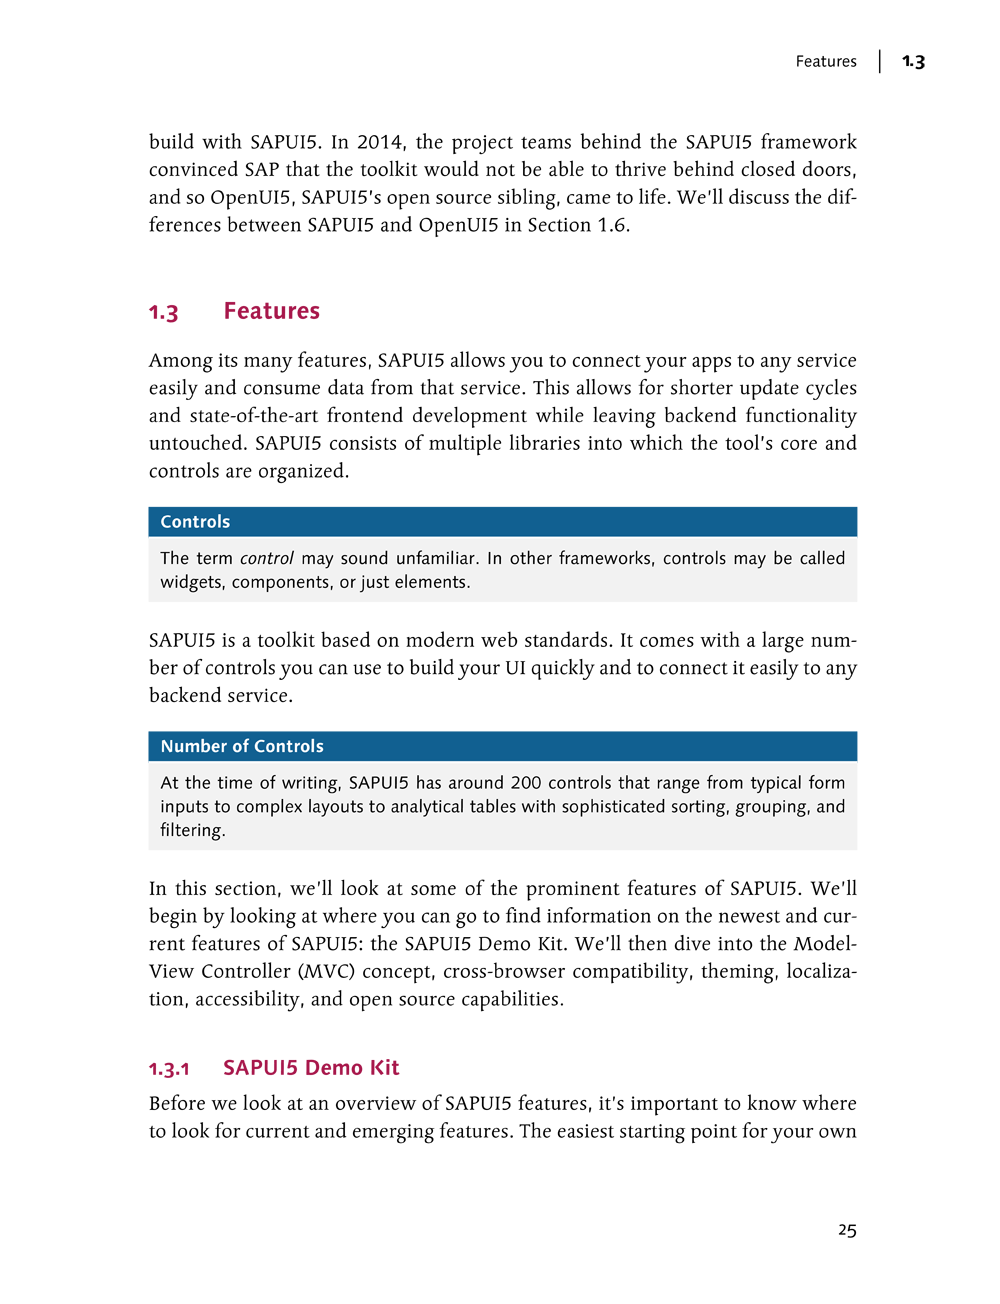 Features | 1.3
build with SAPUI5. In 2014, the project teams behind the SAPUI5 framework
convinced SAP that the toolkit would not be able to thrive behind closed doors,
and so OpenUI5, SAPUI5's open source sibling, came to life. We'll discuss the dif-
ferences between SAPUI5 and OpenUI5 in Section 1.6.
1.3 Features
Among its many features, SAPUI5 allows you to connect your apps to any service
easily and consume data from that service. This allows for shorter update cycles
and state-of-the-art frontend development while leaving backend functionality
untouched. SAPUI5 consists of multiple libraries into which the tool's core and
controls are organized.
Controls
The term control may sound unfamiliar. In other frameworks, controls may be called
widgets, components, or just elements.
SAPUI5 is a toolkit based on modern web standards. It comes with a large num-
ber of controls you can use to build your UI quickly and to connect it easily to any
backend service.
Number of Controls
At the time of writing, SAPUI5 has around 200 controls that range from typical form
inputs to complex layouts to analytical tables with sophisticated sorting, grouping, and
filtering.
In this section, we'll look at some of the prominent features of SAPUI5. We'll
begin by looking at where you can go to find information on the newest and cur-
rent features of SAPUI5: the SAPUI5 Demo Kit. We'll then dive into the Model-
View Controller (MVC) concept, cross-browser compatibility, theming, localiza-
tion, accessibility, and open source capabilities.
1.3.1 SAPUI5 Demo Kit
Before we look at an overview of SAPUI5 features, it's important to know where
to look for current and emerging features. The easiest starting point for your own
25